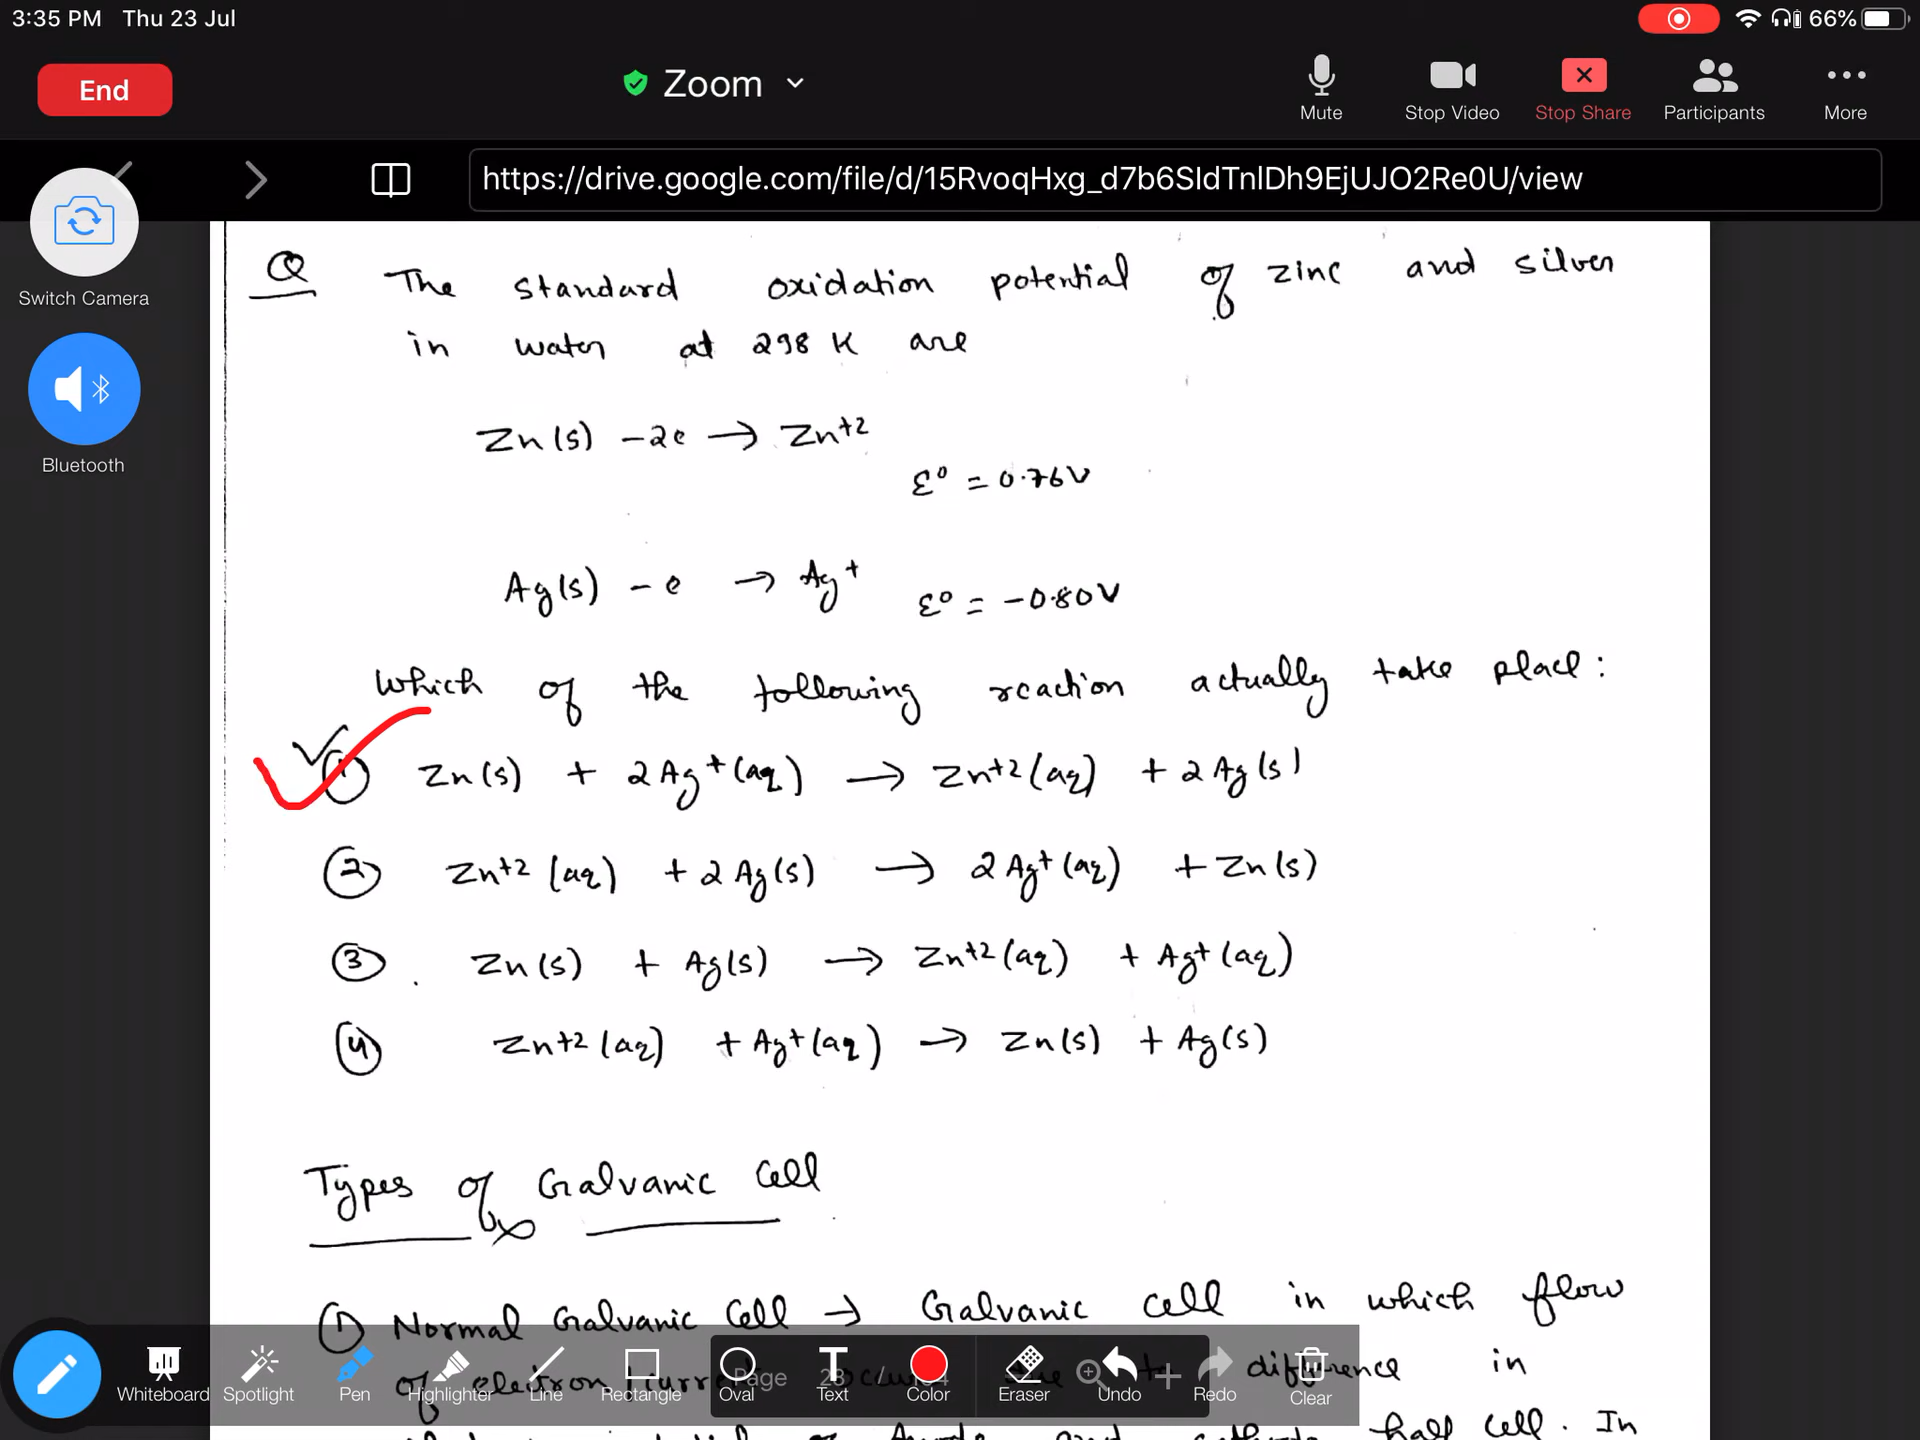 3:35 PM Thu 23 Jul
66%
End
Zoom
Mute
Stop Video
Stop Share
Participants
More
https://drive.google.com/file/d/15RvoqHxg_d7b6SIdTnlDh9EjUJO2Re0U/view
Switch Camera
Bluetooth
Q The standard oxidation potential of zinc and silver
in water at 298 K are
Zn(s) -2e → Zn+2
ε° = 0.76V
Ag(s) - e → Ag+ ε° = -0.80V
Which of the following reaction actually take place:
① Zn(s) + 2Ag+(aq) → Zn+2(aq) + 2Ag(s)
② Zn+2(aq) + 2Ag(s) → 2Ag+(aq) + Zn(s)
③ Zn(s) + Ag(s) → Zn+2(aq) + Ag+(aq)
④ Zn+2(aq) + Ag+(aq) → Zn(s) + Ag(s)
Types of Galvanic Cell
① Normal Galvanic Cell → Galvanic cell in which flow
of electron difference in
half cell. In
Whiteboard
Spotlight
Pen
Highlighter
Line
Rectangle
Oval
Text
Color
Eraser
Undo
Redo
Clear
Page